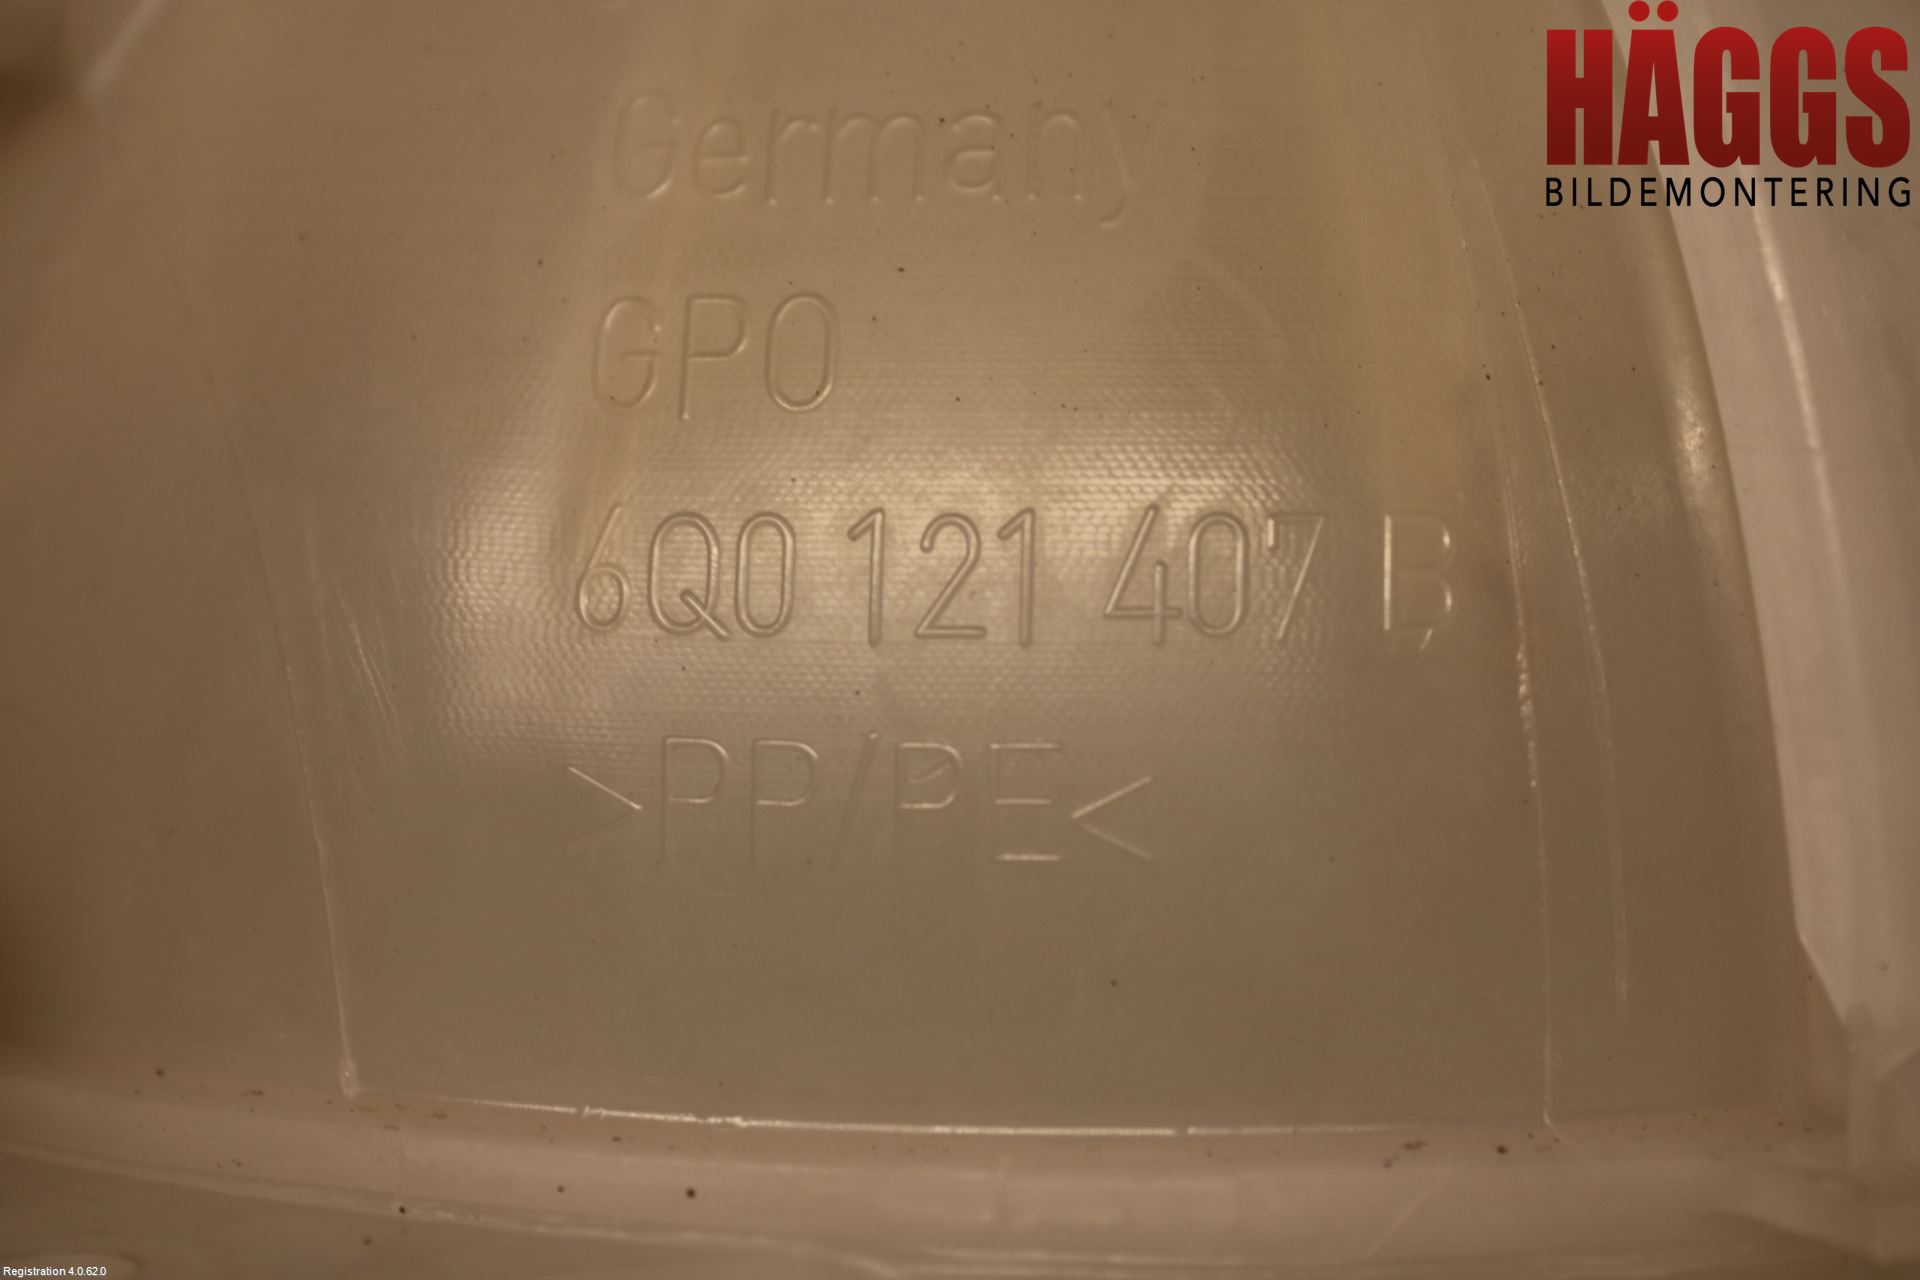 HÄGGS
BILDEMONTERING
Germany
GPO
6Q0 121 407 B
>PP/PE<
Registration 4.0.62.0